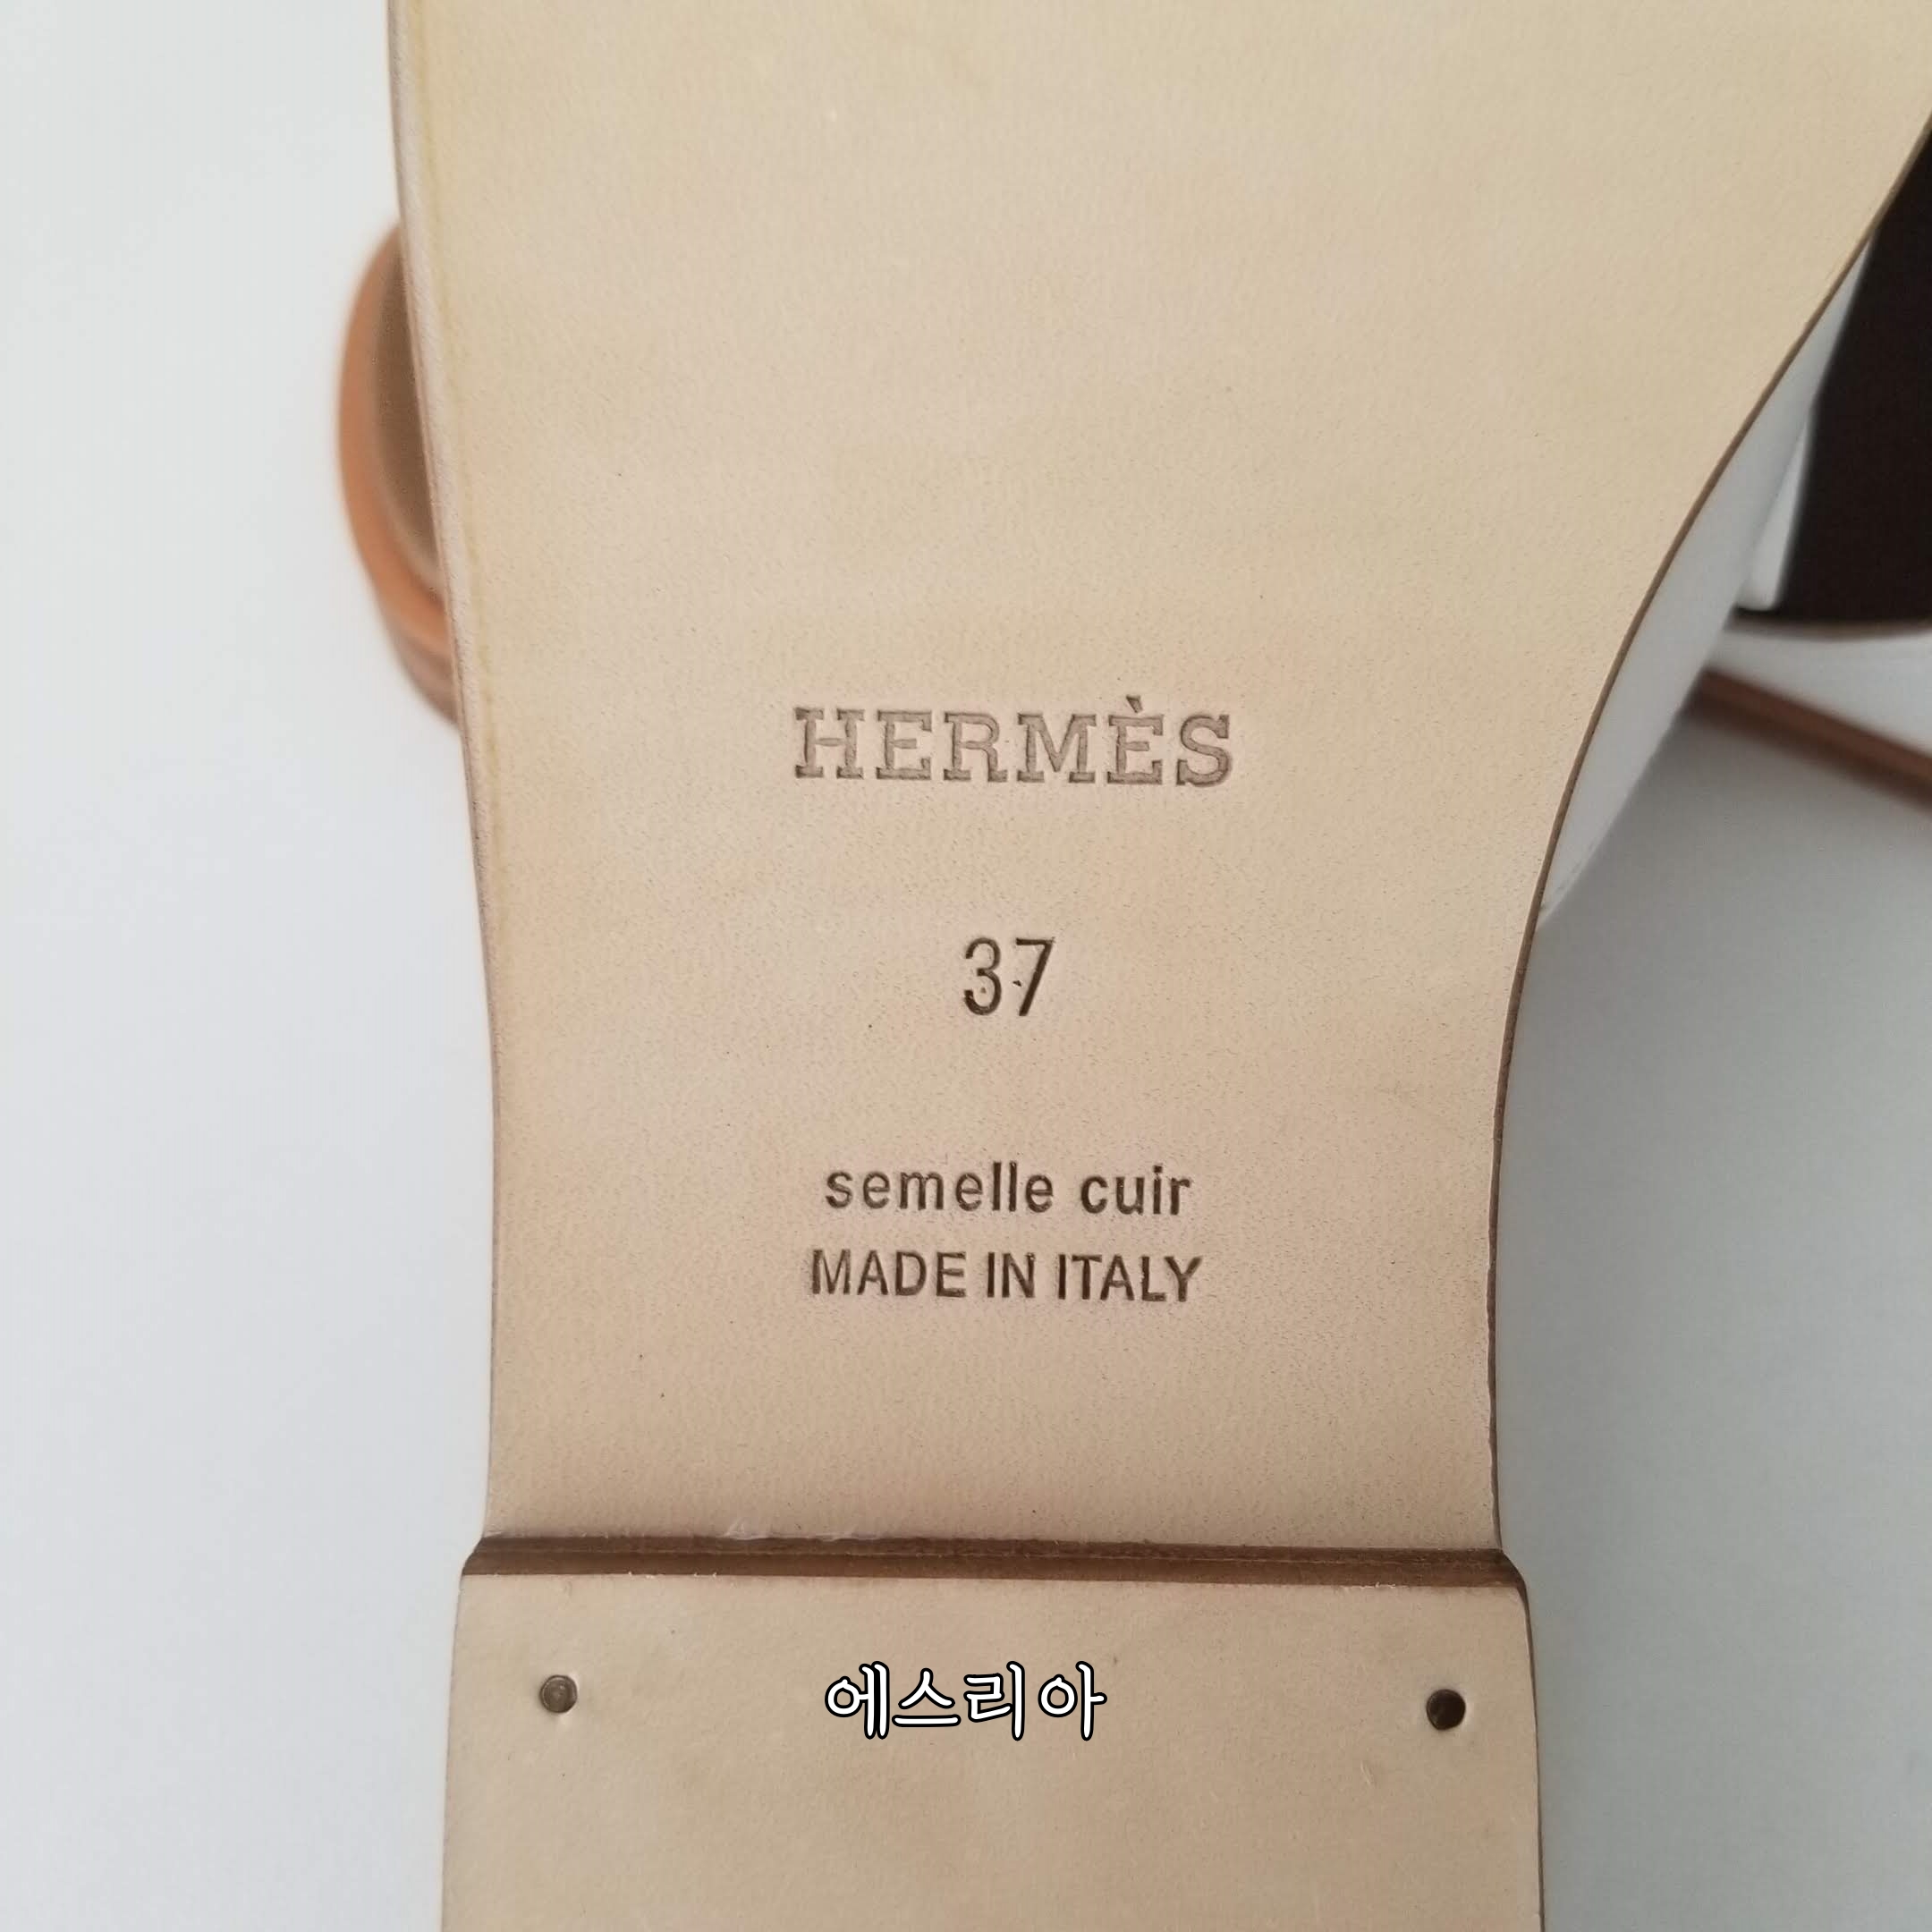 HERMÈS
37
semelle cuir
MADE IN ITALY
에스리아